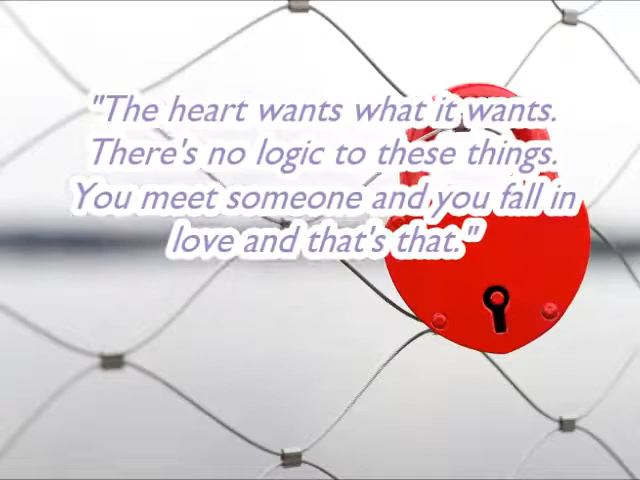 "The heart wants what it wants.
There's no logic to these things.
You meet someone and you fall in
love and that's that."